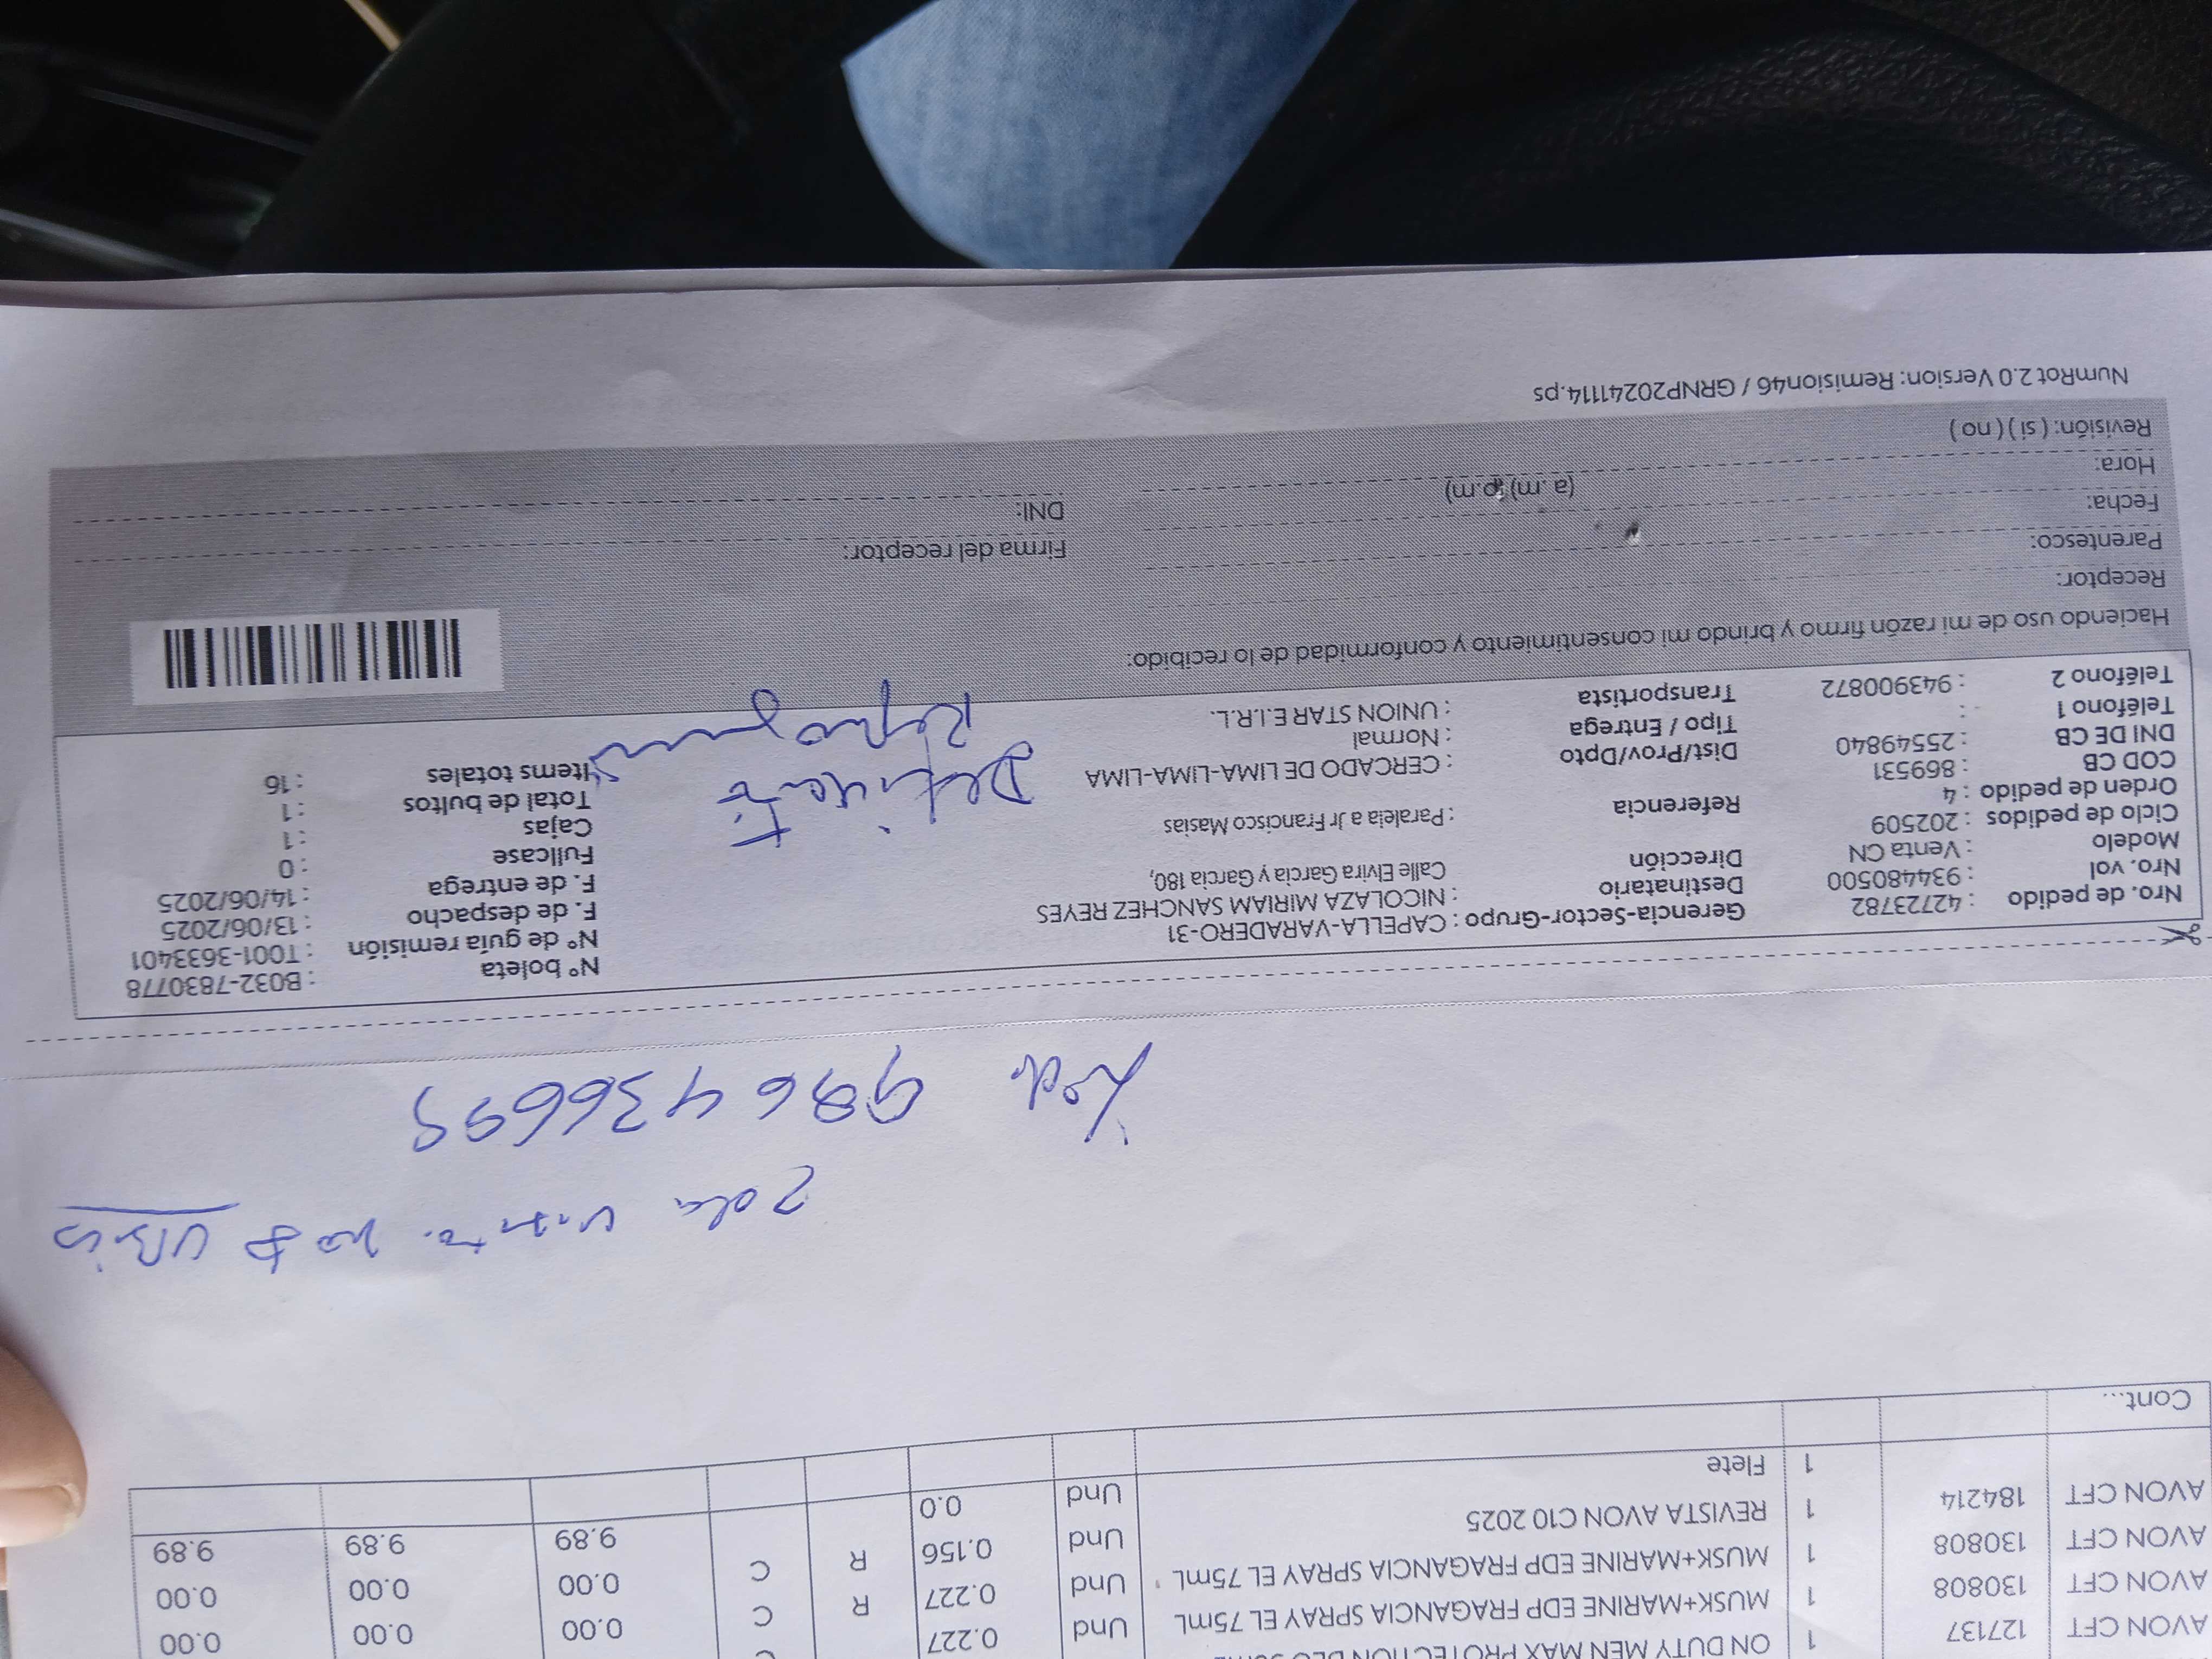 ON DUTY MEN MAX PROTECTION DEO
AVON CFT 127137 1 MUSK+MARINE EDP FRAGANCIA SPRAY EL 75mL Und 0.227 C 0.00 0.00 0.00
AVON CFT 130808 1 MUSK+MARINE EDP FRAGANCIA SPRAY EL 75mL Und 0.227 R C 0.00 0.00 0.00
AVON CFT 130808 1 REVISTA AVON C10 2025 Und 0.156 R C 9.89 9.89 9.89
AVON CFT 184214 1 Flete Und 0.0
Cont...
2da visita. no
986436695
Nro. de pedido : 42723782
Nro. vol : 934480500
Modelo : Venta CN
Ciclo de pedidos : 202509
Orden de pedido : 4
COD CB : 869531
DNI DE CB : 25549840
Teléfono 1 :
Teléfono 2 : 943900872
Gerencia-Sector-Grupo : CAPELLA-VARADERO-31
Destinatario : NICOLAZA MIRIAM SANCHEZ REYES
Dirección Calle Elvira Garcia y Garcia 180,
Referencia : Paralela a Jr Francisco Masias
Dist/Prov/Dpto : CERCADO DE LIMA-LIMA-LIMA
Tipo / Entrega : Normal
Transportista : UNION STAR E.I.R.L.
N° boleta : B032-7830778
N° de guía remisión : T001-3633401
F. de despacho : 13/06/2025
F. de entrega : 14/06/2025
Fullcase : 0
Cajas : 1
Total de bultos : 1
Items totales : 16
Haciendo uso de mi razón firmo y brindo mi consentimiento y conformidad de lo recibido:
Receptor:
Parentesco:
Fecha:
Hora: (a.m) (p.m)
Revisión: ( si ) ( no )
Firma del receptor:
DNI:
NumRot 2.0 Version: Remision46 / GRNP20241114.ps